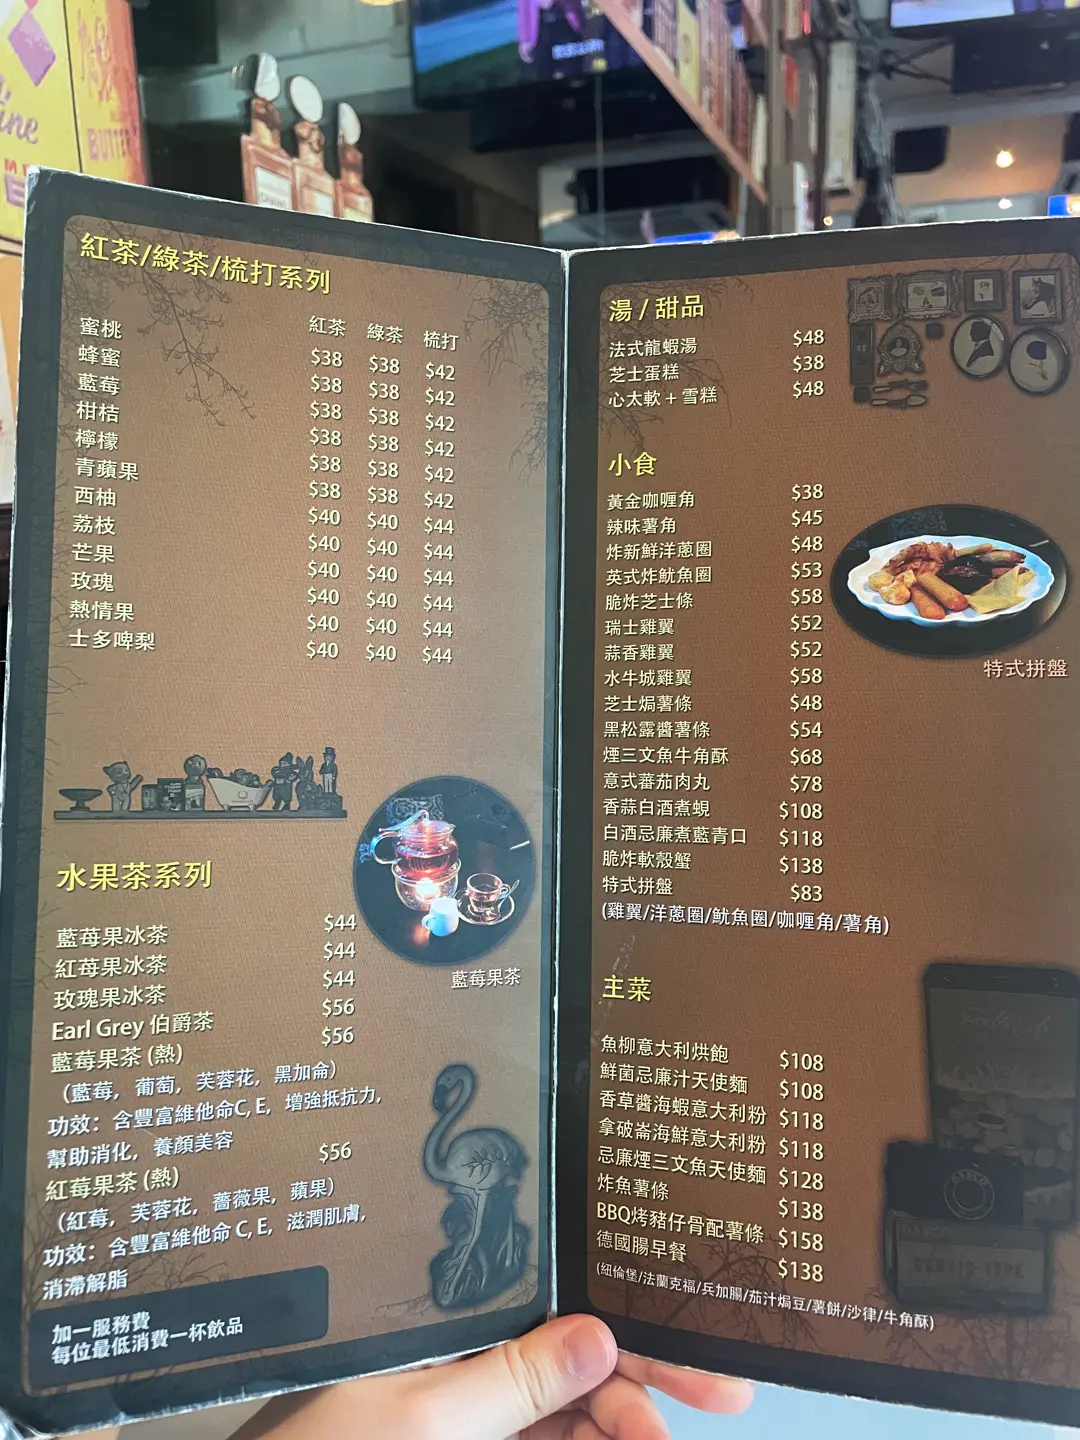 ine
BUTTE
紅茶/綠茶/梳打系列
紅茶 綠茶 梳打
蜜桃 $38 $38 $42
蜂蜜 $38 $38 $42
藍莓 $38 $38 $42
柑桔 $38 $38 $42
檸檬 $38 $38 $42
青蘋果 $38 $38 $42
西柚 $40 $40 $44
荔枝 $40 $40 $44
芒果 $40 $40 $44
玫瑰 $40 $40 $44
熱情果 $40 $40 $44
士多啤梨 $40 $40 $44
水果茶系列
藍苺果冰茶 $44
紅苺果冰茶 $44
玫瑰果冰茶 $44
Earl Grey 伯爵茶 $56
藍莓果茶 (熱) $56
（藍莓，葡萄，芙蓉花，黑加侖）
功效：含豐富維他命C, E，增強抵抗力，
幫助消化，養顏美容
紅莓果茶 (熱) $56
（紅莓，芙蓉花，薔薇果，蘋果）
功效：含豐富維他命 C, E，滋潤肌膚，
消滯解脂
藍莓果茶
加一服務費
每位最低消費一杯飲品
湯 / 甜品
法式龍蝦湯 $48
芝士蛋糕 $38
心太軟 + 雪糕 $48
小食
黃金咖喱角 $38
辣味薯角 $45
炸新鮮洋蔥圈 $48
英式炸魷魚圈 $53
脆炸芝士條 $58
瑞士雞翼 $52
蒜香雞翼 $52
水牛城雞翼 $58
芝士焗薯條 $48
黑松露醬薯條 $54
煙三文魚牛角酥 $68
意式蕃茄肉丸 $78
香蒜白酒煮蜆 $108
白酒忌廉煮藍青口 $118
脆炸軟殼蟹 $138
特式拼盤 $83
(雞翼/洋蔥圈/魷魚圈/咖喱角/薯角)
特式拼盤
主菜
魚柳意大利烘飽 $108
鮮菌忌廉汁天使麵 $108
香草醬海蝦意大利粉 $118
拿破崙海鮮意大利粉 $118
忌廉煙三文魚天使麵 $128
炸魚薯條 $138
BBQ烤豬仔骨配薯條 $158
德國腸早餐 $138
(紐倫堡/法蘭克福/兵加腸/茄汁焗豆/薯餅/沙律/牛角酥)